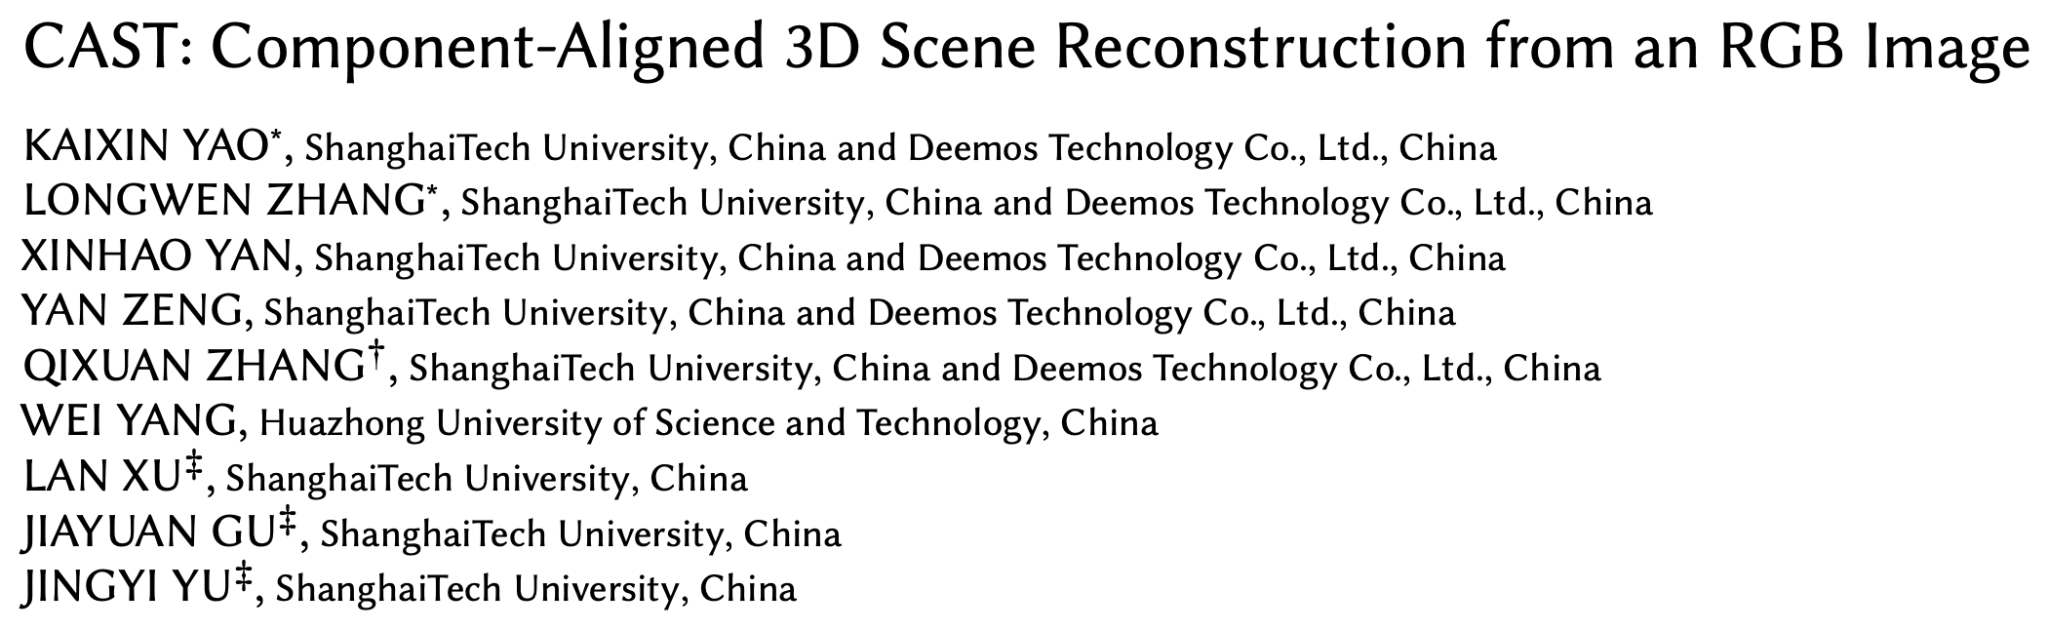 CAST: Component-Aligned 3D Scene Reconstruction from an RGB Image
KAIXIN YAO*, ShanghaiTech University, China and Deemos Technology Co., Ltd., China
LONGWEN ZHANG*, ShanghaiTech University, China and Deemos Technology Co., Ltd., China
XINHAO YAN, ShanghaiTech University, China and Deemos Technology Co., Ltd., China
YAN ZENG, ShanghaiTech University, China and Deemos Technology Co., Ltd., China
QIXUAN ZHANG†, ShanghaiTech University, China and Deemos Technology Co., Ltd., China
WEI YANG, Huazhong University of Science and Technology, China
LAN XU‡, ShanghaiTech University, China
JIAYUAN GU‡, ShanghaiTech University, China
JINGYI YU‡, ShanghaiTech University, China